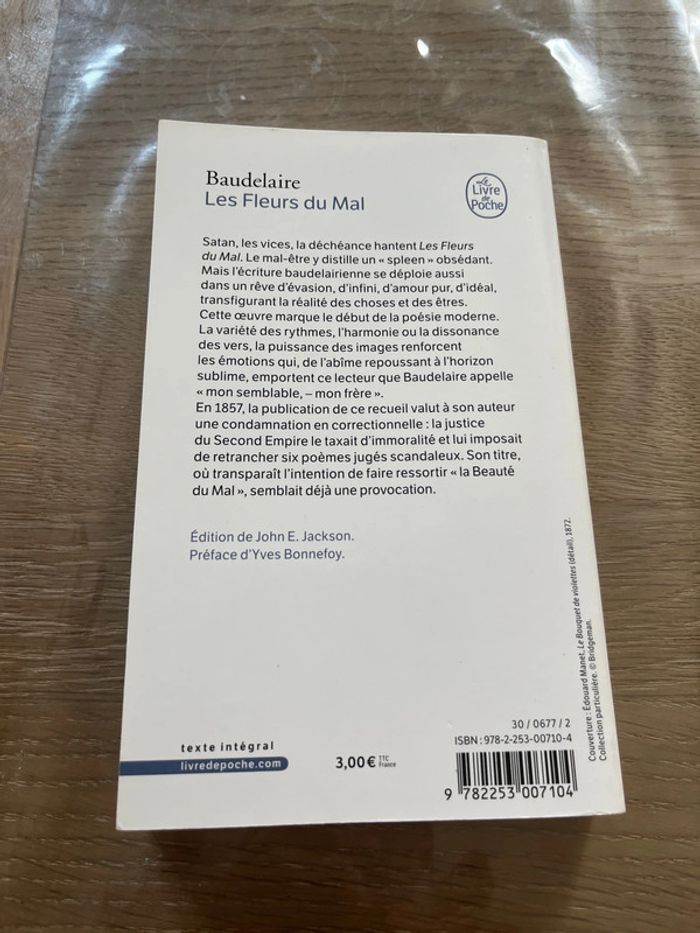 Baudelaire
Les Fleurs du Mal
Le
Livre
de
Poche
Satan, les vices, la déchéance hantent Les Fleurs
du Mal. Le mal-être y distille un « spleen » obsédant.
Mais l'écriture baudelairienne se déploie aussi
dans un rêve d'évasion, d'infini, d'amour pur, d'idéal,
transfigurant la réalité des choses et des êtres.
Cette œuvre marque le début de la poésie moderne.
La variété des rythmes, l'harmonie ou la dissonance
des vers, la puissance des images renforcent
les émotions qui, de l'abîme repoussant à l'horizon
sublime, emportent ce lecteur que Baudelaire appelle
« mon semblable, – mon frère ».
En 1857, la publication de ce recueil valut à son auteur
une condamnation en correctionnelle : la justice
du Second Empire le taxait d'immoralité et lui imposait
de retrancher six poèmes jugés scandaleux. Son titre,
où transparaît l'intention de faire ressortir « la Beauté
du Mal », semblait déjà une provocation.
Édition de John E. Jackson.
Préface d'Yves Bonnefoy.
Couverture : Édouard Manet, Le Bouquet de violettes (détail), 1872.
Collection particulière. © Bridgeman.
texte intégral
livredepoche.com
3,00 € TTC
France
30 / 0677 / 2
ISBN : 978-2-253-00710-4
9 782253 007104